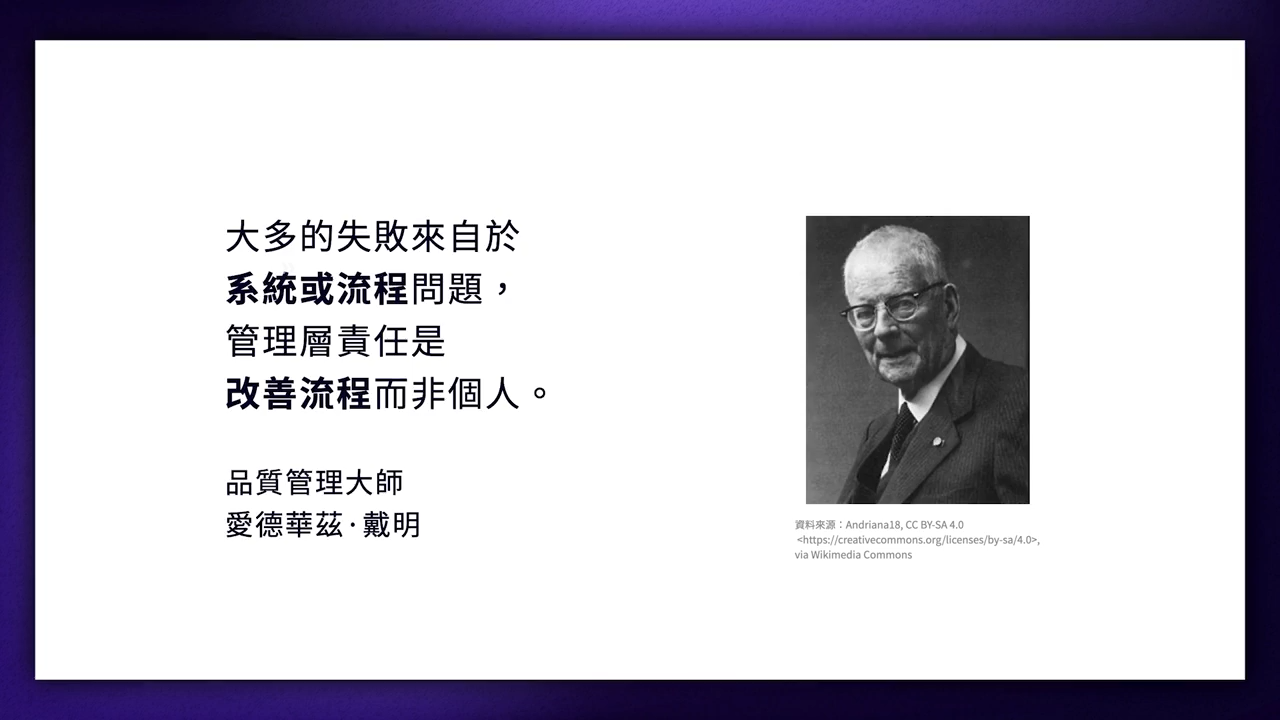 大多的失敗來自於
系統或流程問題，
管理層責任是
改善流程而非個人。
品質管理大師
愛德華茲·戴明
資料來源：Andriana18, CC BY-SA 4.0
<https://creativecommons.org/licenses/by-sa/4.0>,
via Wikimedia Commons